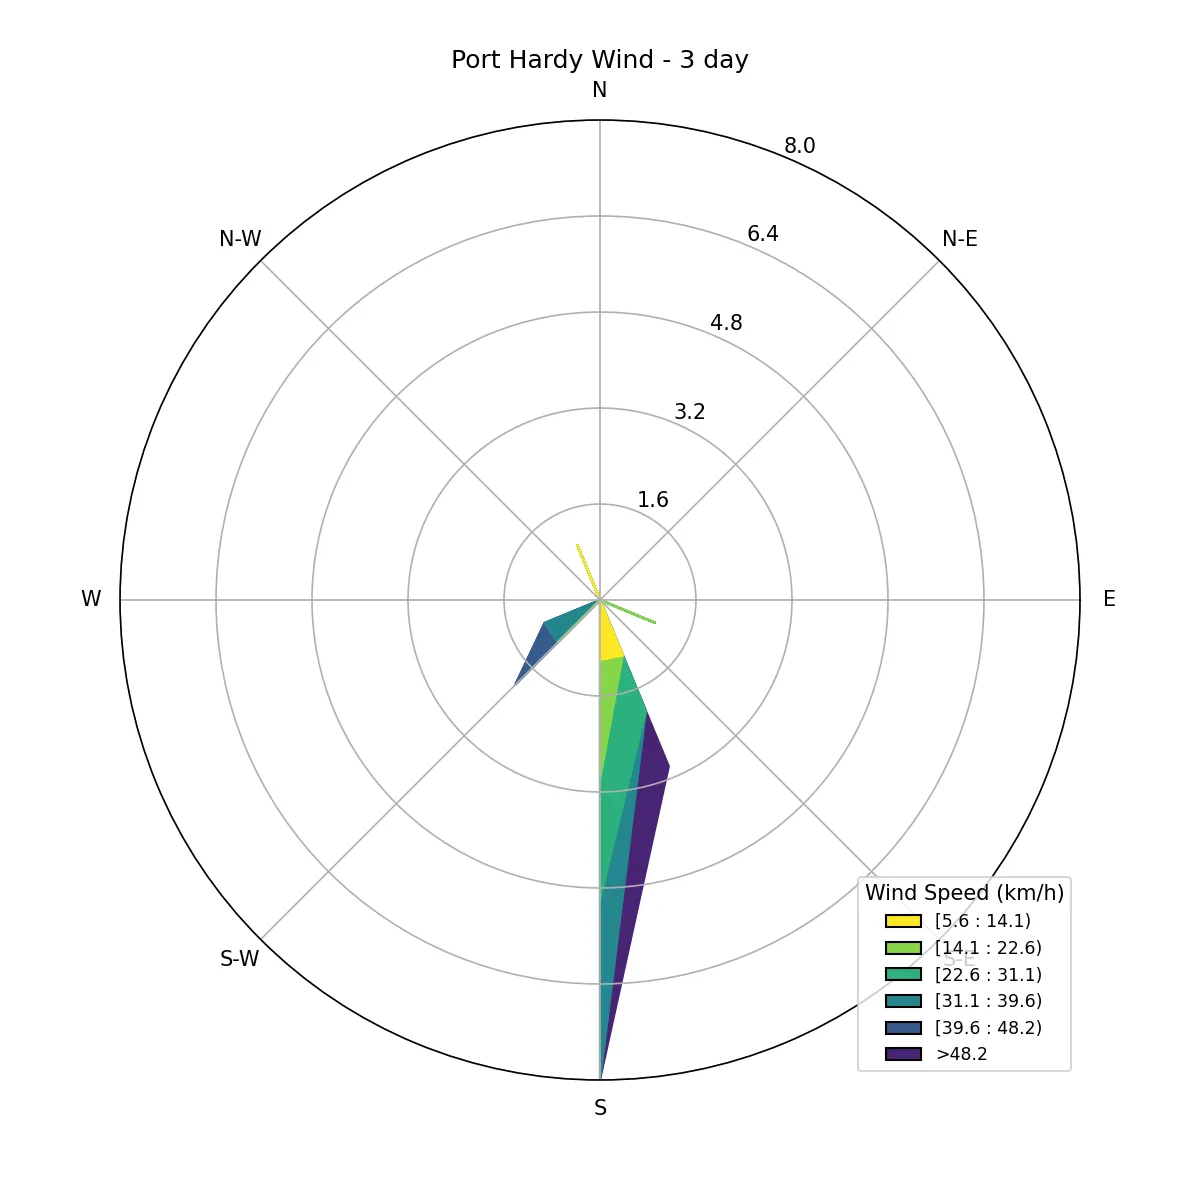 Port Hardy Wind - 3 day
N
8.0
N-W
N-E
6.4
4.8
3.2
1.6
W
E
S-W
S-E
S
Wind Speed (km/h)
[5.6 : 14.1)
[14.1 : 22.6)
[22.6 : 31.1)
[31.1 : 39.6)
[39.6 : 48.2)
>48.2